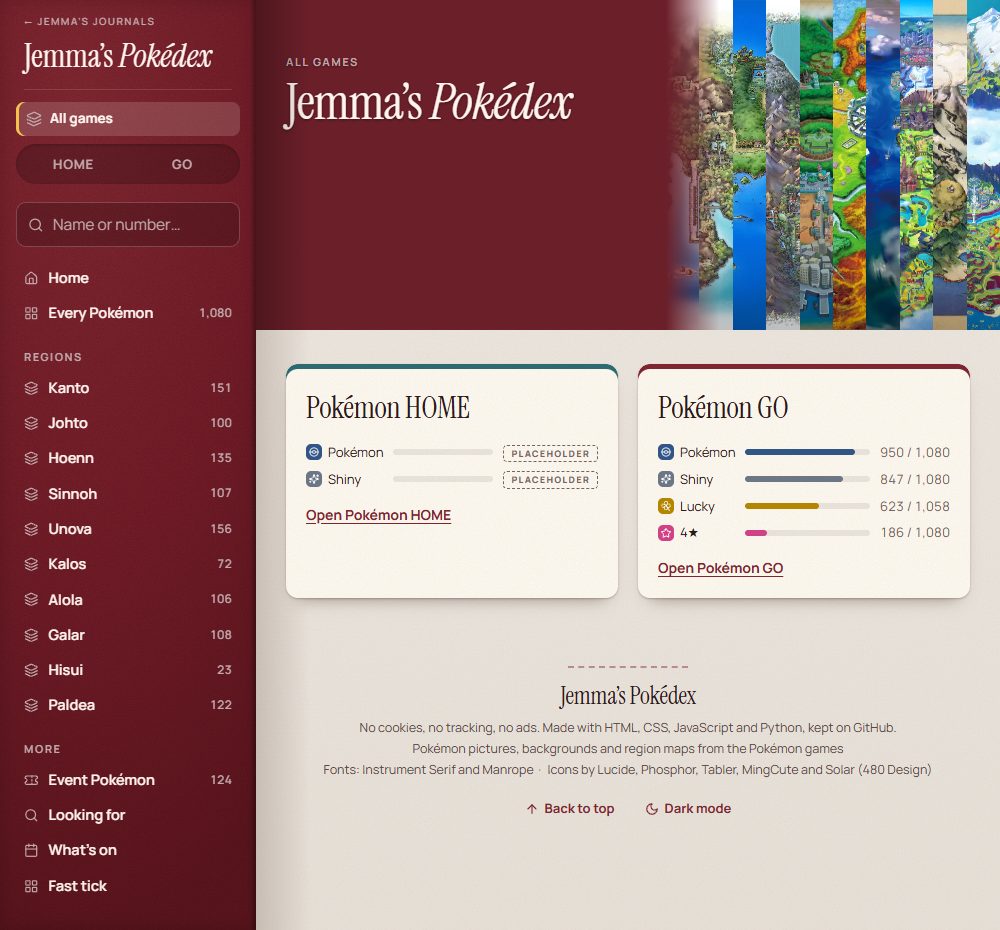 ← JEMMA'S JOURNALS
Jemma's Pokédex
All games
HOME GO
Name or number...
Home
Every Pokémon 1,080
REGIONS
Kanto 151
Johto 100
Hoenn 135
Sinnoh 107
Unova 156
Kalos 72
Alola 106
Galar 108
Hisui 23
Paldea 122
MORE
Event Pokémon 124
Looking for
What's on
Fast tick
ALL GAMES
Jemma's Pokédex
Pokémon HOME
Pokémon PLACEHOLDER
Shiny PLACEHOLDER
Open Pokémon HOME
Pokémon GO
Pokémon 950 / 1,080
Shiny 847 / 1,080
Lucky 623 / 1,058
4★ 186 / 1,080
Open Pokémon GO
Jemma's Pokédex
No cookies, no tracking, no ads. Made with HTML, CSS, JavaScript and Python, kept on GitHub.
Pokémon pictures, backgrounds and region maps from the Pokémon games
Fonts: Instrument Serif and Manrope · Icons by Lucide, Phosphor, Tabler, MingCute and Solar (480 Design)
↑ Back to top Dark mode